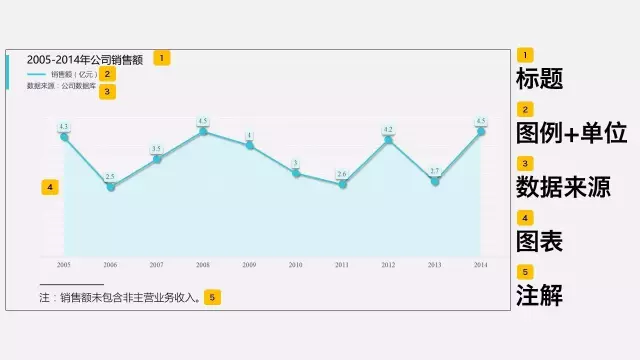 2005-2014年公司销售额 1
销售额（亿元） 2
数据来源：公司数据库 3
4.3 2.5 3.5 4.5 4 3 2.6 4.2 2.7 4.5
4
2005 2006 2007 2008 2009 2010 2011 2012 2013 2014
注：销售额未包含非主营业务收入。 5
1
标题
2
图例+单位
3
数据来源
4
图表
5
注解